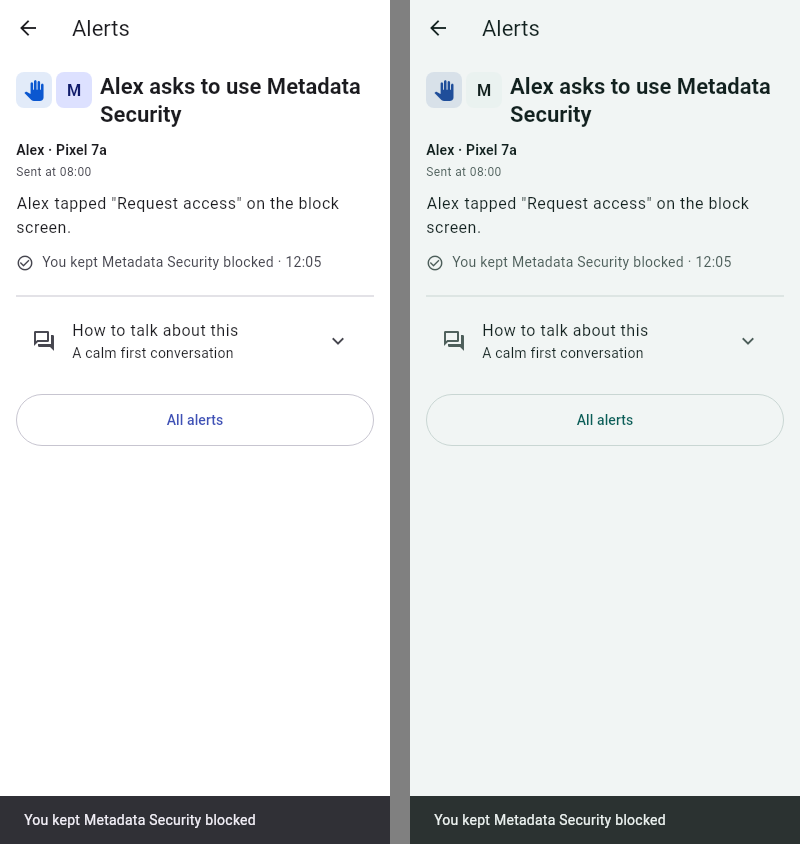 Alerts
M
Alex asks to use Metadata
Security
Alex · Pixel 7a
Sent at 08:00
Alex tapped "Request access" on the block
screen.
You kept Metadata Security blocked · 12:05
How to talk about this
A calm first conversation
All alerts
You kept Metadata Security blocked
Alerts
M
Alex asks to use Metadata
Security
Alex · Pixel 7a
Sent at 08:00
Alex tapped "Request access" on the block
screen.
You kept Metadata Security blocked · 12:05
How to talk about this
A calm first conversation
All alerts
You kept Metadata Security blocked